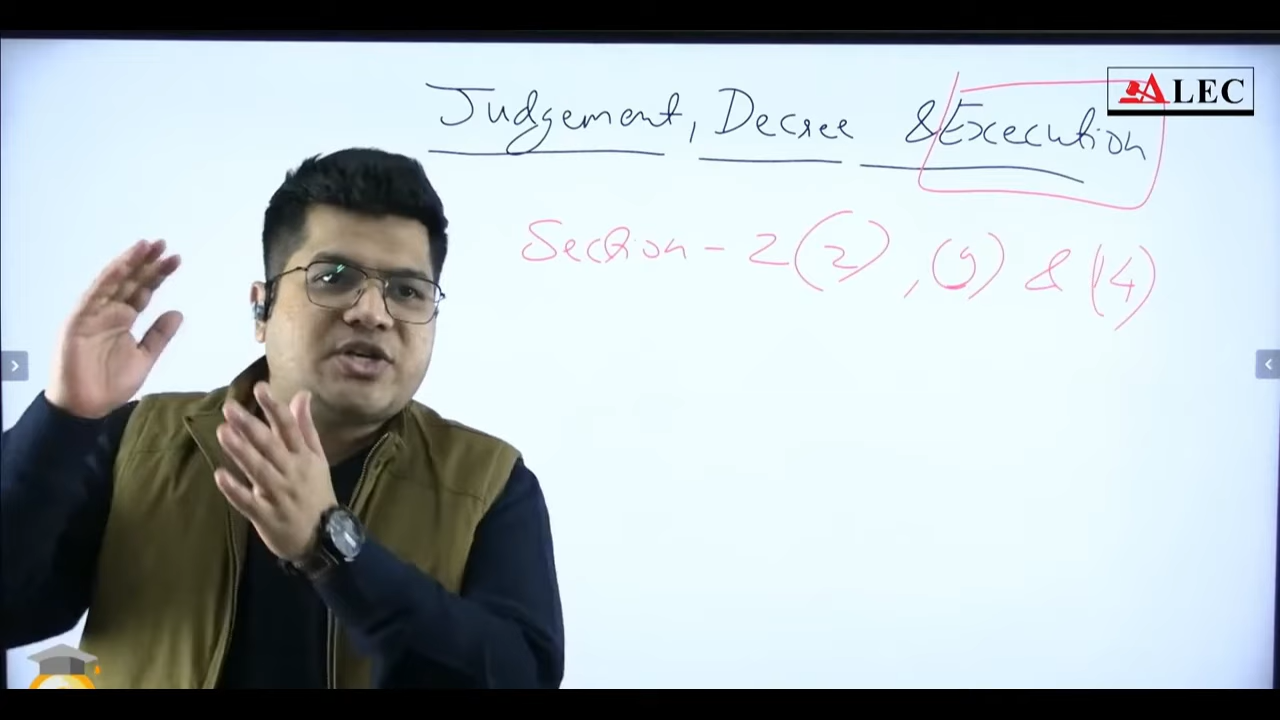 ALEC
Judgement, Decree & Execution
Section - 2(2), (9) & (14)